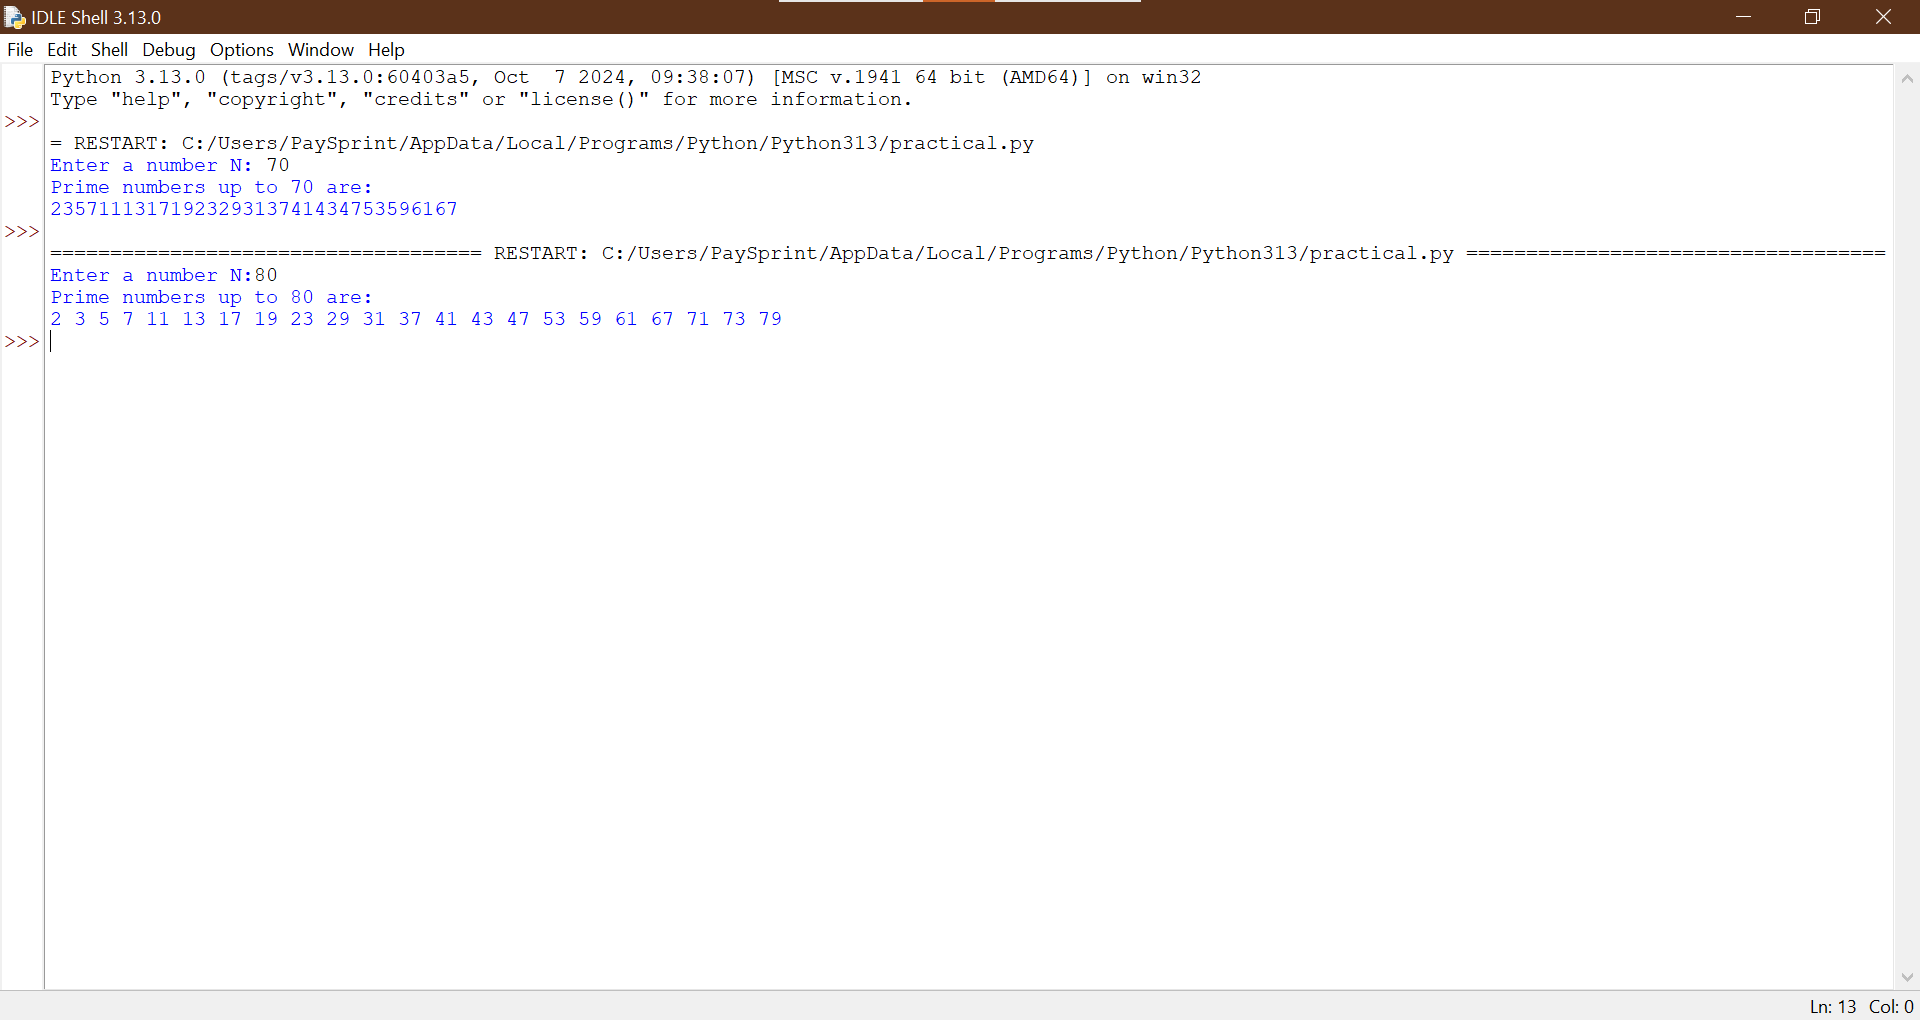 IDLE Shell 3.13.0
File Edit Shell Debug Options Window Help
Python 3.13.0 (tags/v3.13.0:60403a5, Oct  7 2024, 09:38:07) [MSC v.1941 64 bit (AMD64)] on win32
Type "help", "copyright", "credits" or "license()" for more information.
>>>
= RESTART: C:/Users/PaySprint/AppData/Local/Programs/Python/Python313/practical.py
Enter a number N: 70
Prime numbers up to 70 are:
2357111317192329313741434753596167
>>>
==================================== RESTART: C:/Users/PaySprint/AppData/Local/Programs/Python/Python313/practical.py ===================================
Enter a number N:80
Prime numbers up to 80 are:
2 3 5 7 11 13 17 19 23 29 31 37 41 43 47 53 59 61 67 71 73 79
>>>
Ln: 13 Col: 0